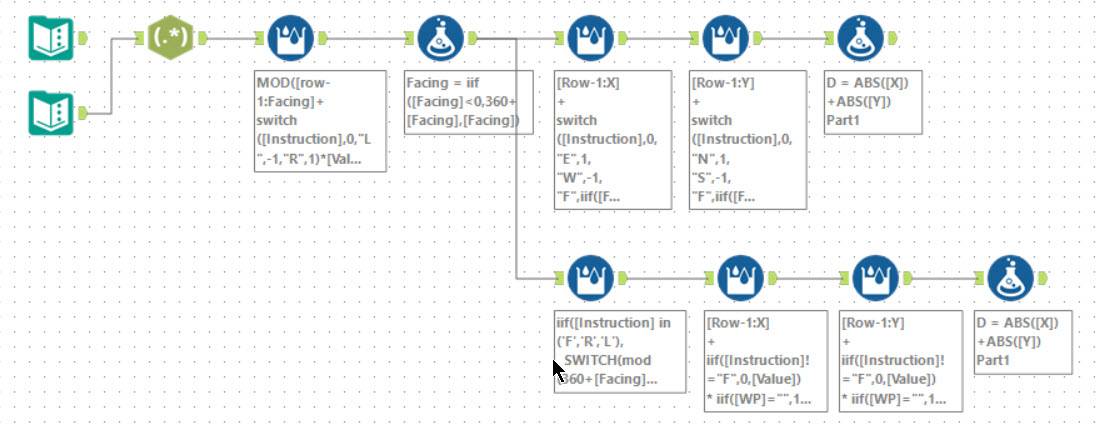 (.*)
MOD([row-
1:Facing]+
switch
([Instruction],0,"L
",-1,"R",1)*[Val...
Facing = iif
([Facing]<0,360+
[Facing],[Facing])
[Row-1:X]
+
switch
([Instruction],0,
"E",1,
"W",-1,
"F",iif([F...
[Row-1:Y]
+
switch
([Instruction],0,
"N",1,
"S",-1,
"F",iif([F...
D = ABS([X])
+ABS([Y])
Part1
iif([Instruction] in
('F','R','L'),
SWITCH(mod
(360+[Facing]...
[Row-1:X]
+
iif([Instruction]!
="F",0,[Value])
* iif([WP]="",1...
[Row-1:Y]
+
iif([Instruction]!
="F",0,[Value])
* iif([WP]="",1...
D = ABS([X])
+ABS([Y])
Part1